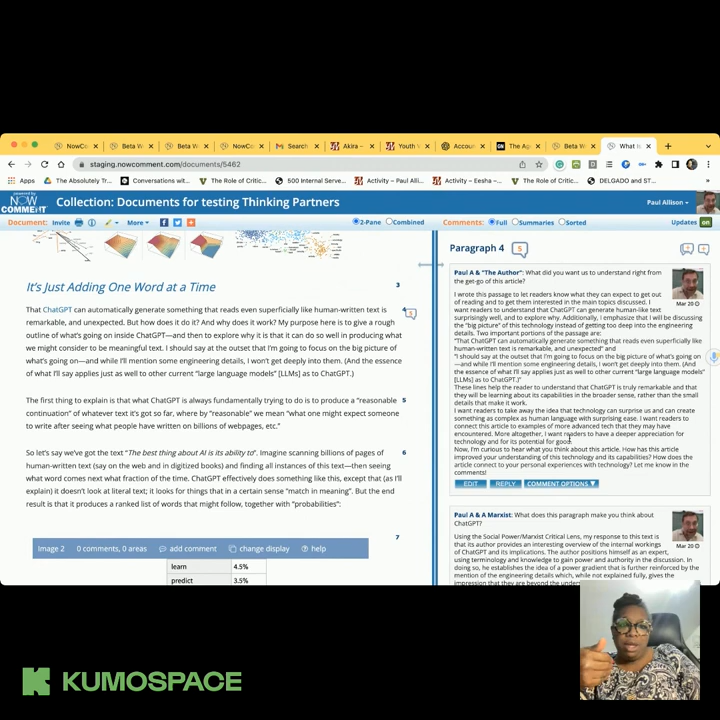 NowCo
Beta W
Beta W
NowCo
Search
Akira –
Youth V
Accoun
The Ag
Beta W
What Is
staging.nowcomment.com/documents/5462
Apps
The Absolutely Tr...
Conversations wit...
The Role of Critic...
500 Internal Serve...
Activity – Paul Alli...
Activity – Eesha –...
The Role of Critic...
DELGADO and ST...
powered by
NOW COMMENT
Collection: Documents for testing Thinking Partners
Paul Allison
Document:
Invite
More
2-Pane
Combined
Comments:
Full
Summaries
Sorted
Updates
on
It's Just Adding One Word at a Time
3
That ChatGPT can automatically generate something that reads even superficially like human-written text is
4
remarkable, and unexpected. But how does it do it? And why does it work? My purpose here is to give a rough
outline of what's going on inside ChatGPT—and then to explore why it is that it can do so well in producing what
we might consider to be meaningful text. I should say at the outset that I'm going to focus on the big picture of
what's going on—and while I'll mention some engineering details, I won't get deeply into them. (And the essence
of what I'll say applies just as well to other current "large language models" [LLMs] as to ChatGPT.)
The first thing to explain is that what ChatGPT is always fundamentally trying to do is to produce a "reasonable
5
continuation" of whatever text it's got so far, where by "reasonable" we mean "what one might expect someone
to write after seeing what people have written on billions of webpages, etc."
So let's say we've got the text "The best thing about AI is its ability to". Imagine scanning billions of pages of
6
human-written text (say on the web and in digitized books) and finding all instances of this text—then seeing
what word comes next what fraction of the time. ChatGPT effectively does something like this, except that (as I'll
explain) it doesn't look at literal text; it looks for things that in a certain sense "match in meaning". But the end
result is that it produces a ranked list of words that might follow, together with "probabilities":
7
Image 2
0 comments, 0 areas
add comment
change display
help
learn
4.5%
predict
3.5%
Paragraph 4
5
Paul A & "The Author": What did you want us to understand right from
the get-go of this article?
Mar 20
I wrote this passage to let readers know what they can expect to get out
of reading and to get them interested in the main topics discussed. I
want readers to understand that ChatGPT can generate human-like text
surprisingly well, and to explore why. Additionally, I emphasize that I will be discussing
the "big picture" of this technology instead of getting too deep into the engineering
details. Two important portions of the passage are:
"That ChatGPT can automatically generate something that reads even superficially like
human-written text is remarkable, and unexpected" and
"I should say at the outset that I'm going to focus on the big picture of what's going on
—and while I'll mention some engineering details, I won't get deeply into them. (And
the essence of what I'll say applies just as well to other current "large language models"
[LLMs] as to ChatGPT.)"
These lines help the reader to understand that ChatGPT is truly remarkable and that
they will be learning about its capabilities in the broader sense, rather than the small
details that make it work.
I want readers to take away the idea that technology can surprise us and can create
something as complex as human language with surprising ease. I want readers to
connect this article to examples of more advanced tech that they may have
encountered. More altogether, I want readers to have a deeper appreciation for
technology and for its potential for good.
Now, I'm curious to hear what you think about this article. How has this article
improved your understanding of this technology and its capabilities? How does the
article connect to your personal experiences with technology? Let me know in the
comments!
EDIT
REPLY
COMMENT OPTIONS
Paul A & A Marxist: What does this paragraph make you think about
ChatGPT?
Mar 20
Using the Social Power/Marxist Critical Lens, my response to this text is
that its author provides an interesting overview of the internal workings
of ChatGPT and its implications. The author positions himself as an expert,
using terminology and knowledge to gain power and authority in the discussion. In
doing so, he establishes the idea of a power gradient that is further reinforced by the
mention of the engineering details which, while not explained fully, gives the
impression that they are beyond the
KUMOSPACE